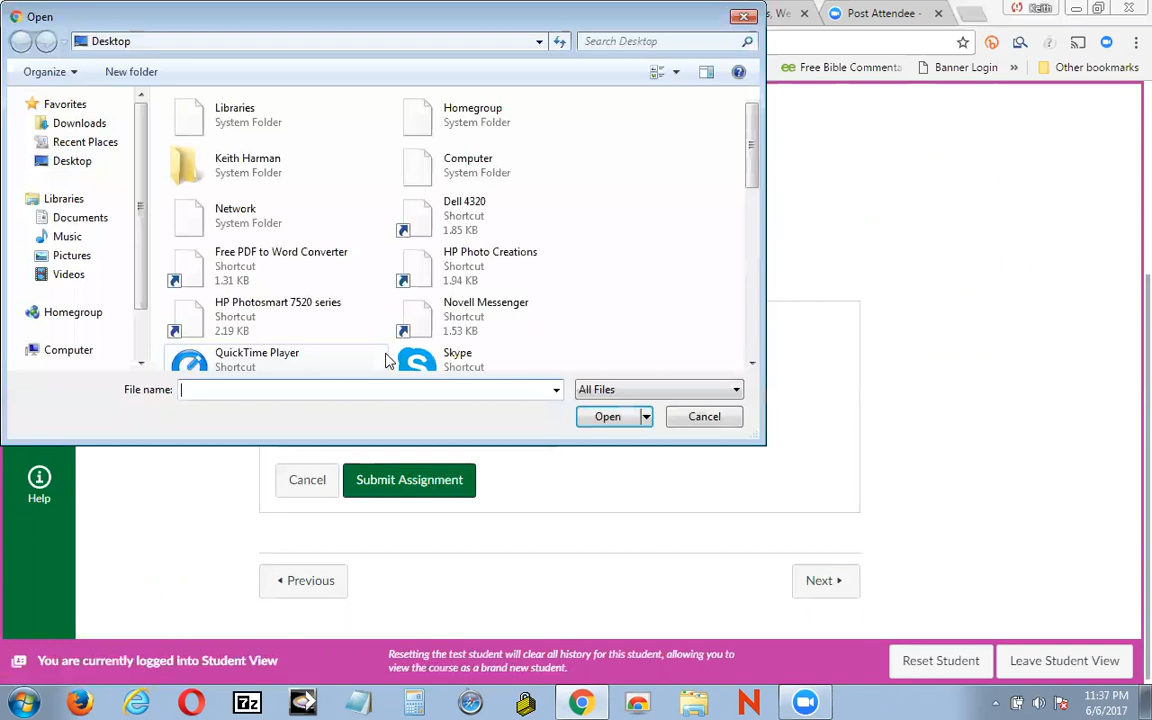 Open
s, We
Post Attendee -
Keith
Desktop
Search Desktop
Free Bible Commenta
Banner Login
»
Other bookmarks
Organize
New folder
Favorites
Downloads
Recent Places
Desktop
Libraries
Documents
Music
Pictures
Videos
Homegroup
Computer
Libraries
System Folder
Homegroup
System Folder
Keith Harman
System Folder
Computer
System Folder
Network
System Folder
Dell 4320
Shortcut
1.85 KB
Free PDF to Word Converter
Shortcut
1.31 KB
HP Photo Creations
Shortcut
1.94 KB
HP Photosmart 7520 series
Shortcut
2.19 KB
Novell Messenger
Shortcut
1.53 KB
QuickTime Player
Shortcut
Skype
Shortcut
File name:
All Files
Open
Cancel
Help
Cancel
Submit Assignment
Previous
Next
You are currently logged into Student View
Resetting the test student will clear all history for this student, allowing you to
view the course as a brand new student.
Reset Student
Leave Student View
7z
11:37 PM
6/6/2017